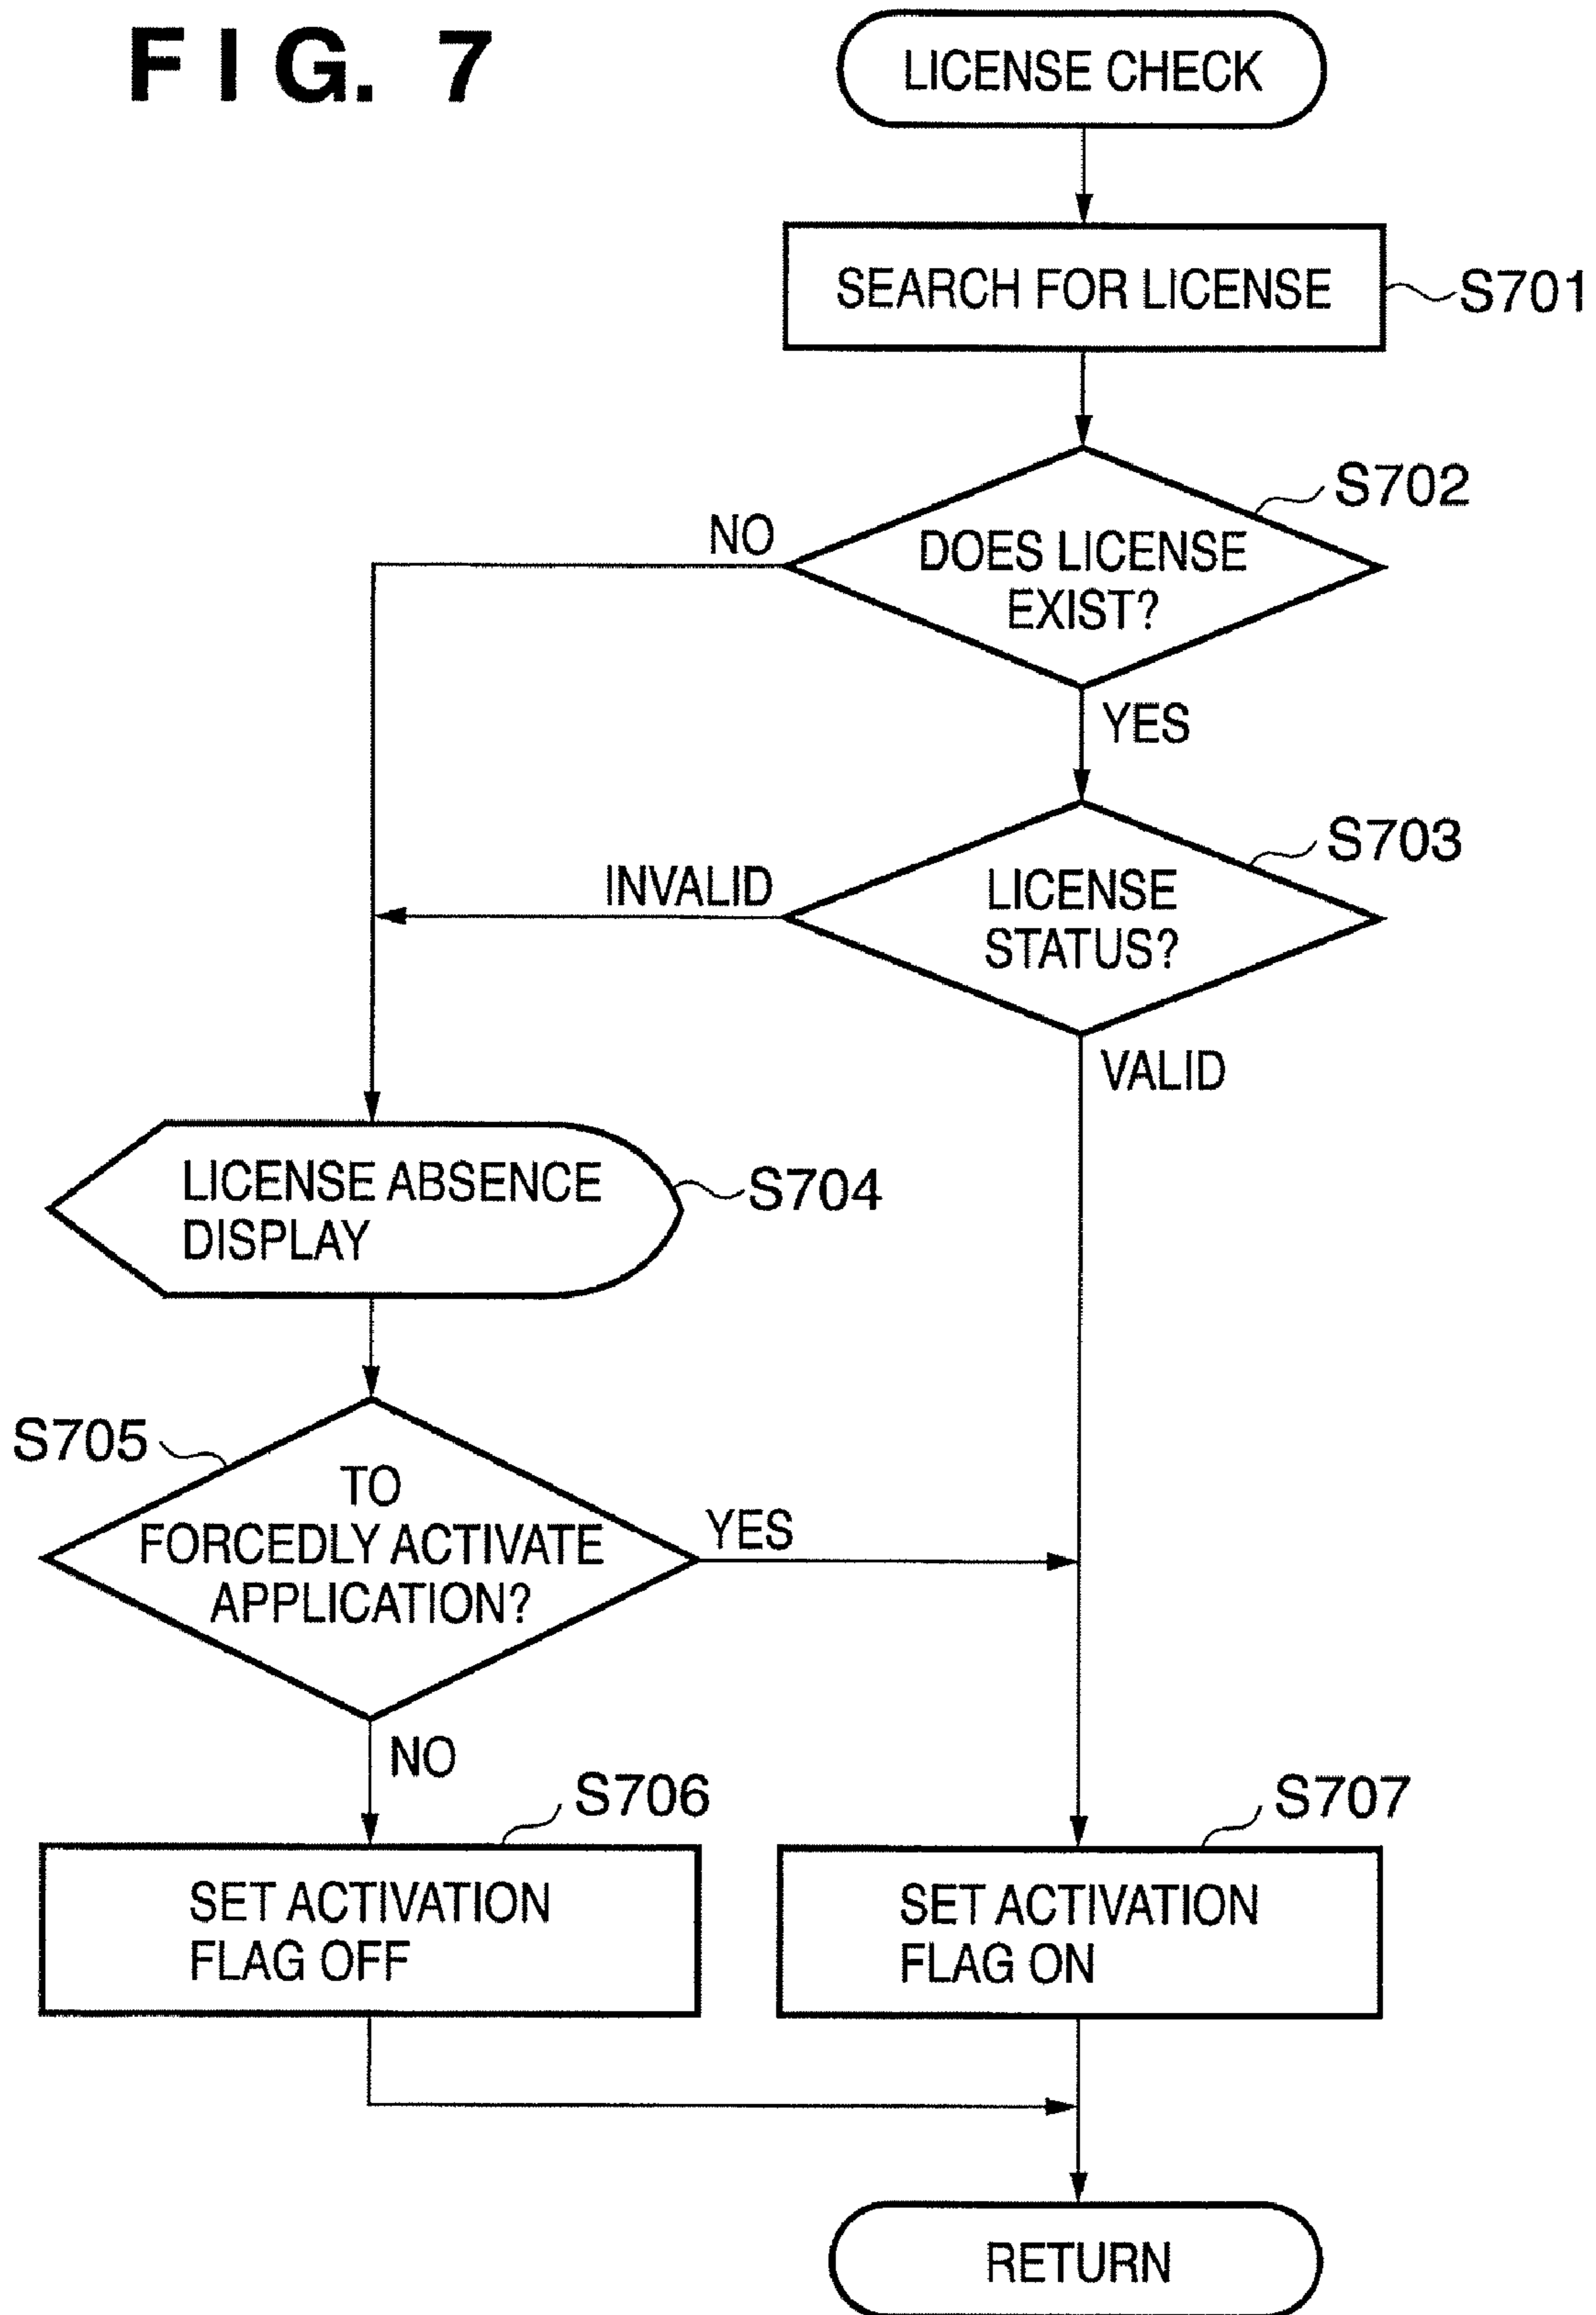 FIG. 7
LICENSE CHECK
SEARCH FOR LICENSE
S701
S702
NO
DOES LICENSE
EXIST?
YES
S703
INVALID
LICENSE
STATUS?
VALID
LICENSE ABSENCE
DISPLAY
S704
S705
TO
FORCEDLY ACTIVATE
APPLICATION?
YES
NO
S706
S707
SET ACTIVATION
FLAG OFF
SET ACTIVATION
FLAG ON
RETURN